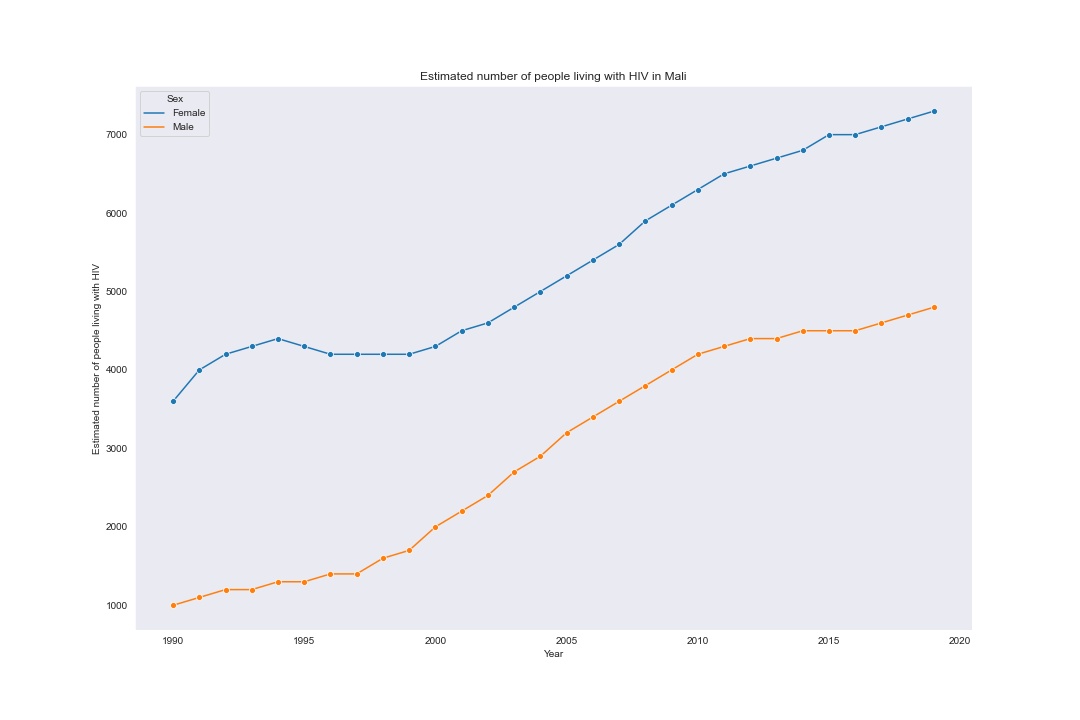 Estimated number of people living with HIV in Mali
Sex
Female
Male
7000
6000
5000
4000
3000
2000
1000
Estimated number of people living with HIV
1990 1995 2000 2005 2010 2015 2020
Year